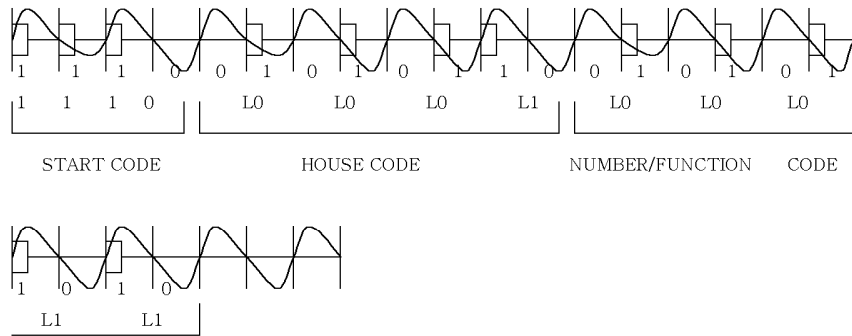 1 1 1 0 0 1 0 1 0 1 1 0 0 1 0 1 0 1
1 1 1 0 L0 L0 L0 L1 L0 L0 L0
START CODE HOUSE CODE NUMBER/FUNCTION CODE
1 0 1 0
L1 L1